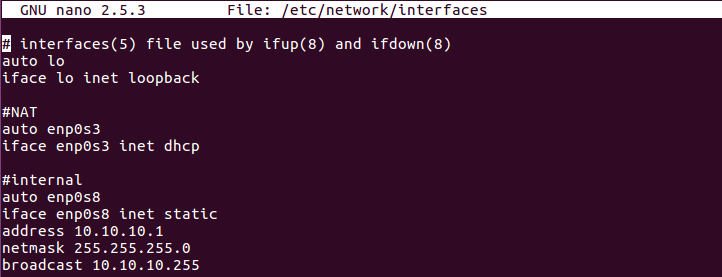 GNU nano 2.5.3 File: /etc/network/interfaces
# interfaces(5) file used by ifup(8) and ifdown(8)
auto lo
iface lo inet loopback
#NAT
auto enp0s3
iface enp0s3 inet dhcp
#internal
auto enp0s8
iface enp0s8 inet static
address 10.10.10.1
netmask 255.255.255.0
broadcast 10.10.10.255